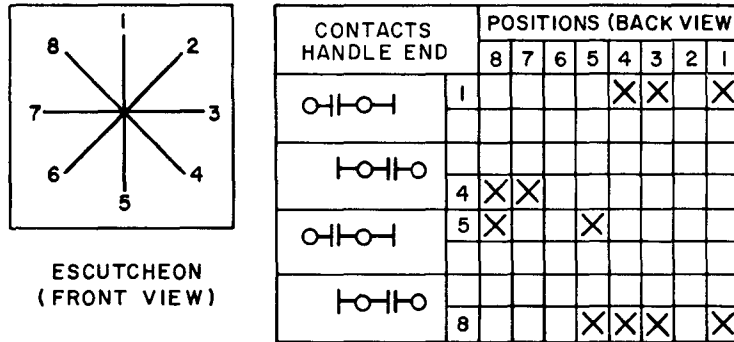 1
8 2
7 3
6 4
5
ESCUTCHEON
(FRONT VIEW)
CONTACTS
HANDLE END
POSITIONS (BACK VIEW
8 7 6 5 4 3 2 1
1 X X X
4 X X
5 X X
8 X X X X